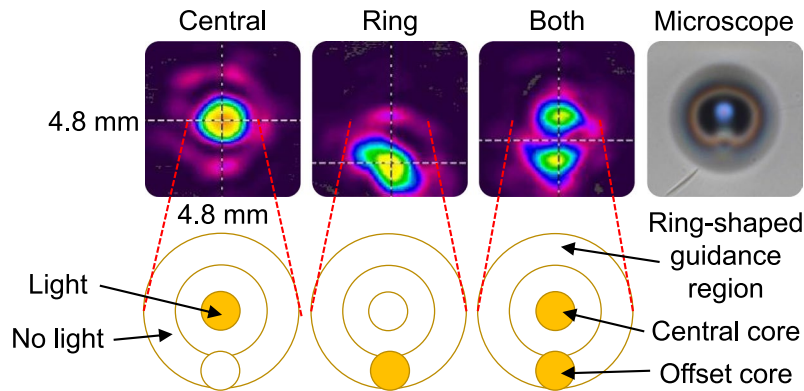 Central
Ring
Both
Microscope
4.8 mm
4.8 mm
Ring-shaped
guidance
region
Light
No light
Central core
Offset core